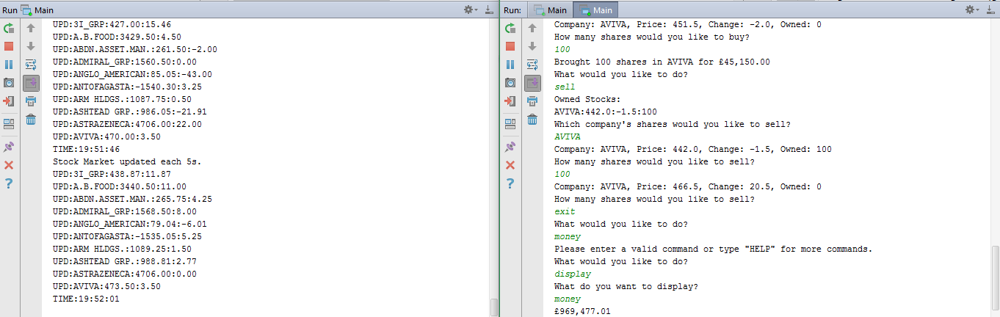 Run Main
UPD:3I_GRP:427.00:15.46
UPD:A.B.FOOD:3429.50:4.50
UPD:ABDN.ASSET.MAN.:261.50:-2.00
UPD:ADMIRAL_GRP:1560.50:0.00
UPD:ANGLO_AMERICAN:85.05:-43.00
UPD:ANTOFAGASTA:-1540.30:3.25
UPD:ARM HLDGS.:1087.75:0.50
UPD:ASHTEAD GRP.:986.05:-21.91
UPD:ASTRAZENECA:4706.00:22.00
UPD:AVIVA:470.00:3.50
TIME:19:51:46
Stock Market updated each 5s.
UPD:3I_GRP:438.87:11.87
UPD:A.B.FOOD:3440.50:11.00
UPD:ABDN.ASSET.MAN.:265.75:4.25
UPD:ADMIRAL_GRP:1568.50:8.00
UPD:ANGLO_AMERICAN:79.04:-6.01
UPD:ANTOFAGASTA:-1535.05:5.25
UPD:ARM HLDGS.:1089.25:1.50
UPD:ASHTEAD GRP.:988.81:2.77
UPD:ASTRAZENECA:4706.00:0.00
UPD:AVIVA:473.50:3.50
TIME:19:52:01
Run: Main Main
Company: AVIVA, Price: 451.5, Change: -2.0, Owned: 0
How many shares would you like to buy?
100
Brought 100 shares in AVIVA for £45,150.00
What would you like to do?
sell
Owned Stocks:
AVIVA:442.0:-1.5:100
Which company's shares would you like to sell?
AVIVA
Company: AVIVA, Price: 442.0, Change: -1.5, Owned: 100
How many shares would you like to sell?
100
Company: AVIVA, Price: 466.5, Change: 20.5, Owned: 0
How many shares would you like to sell?
exit
What would you like to do?
money
Please enter a valid command or type "HELP" for more commands.
What would you like to do?
display
What do you want to display?
money
£969,477.01